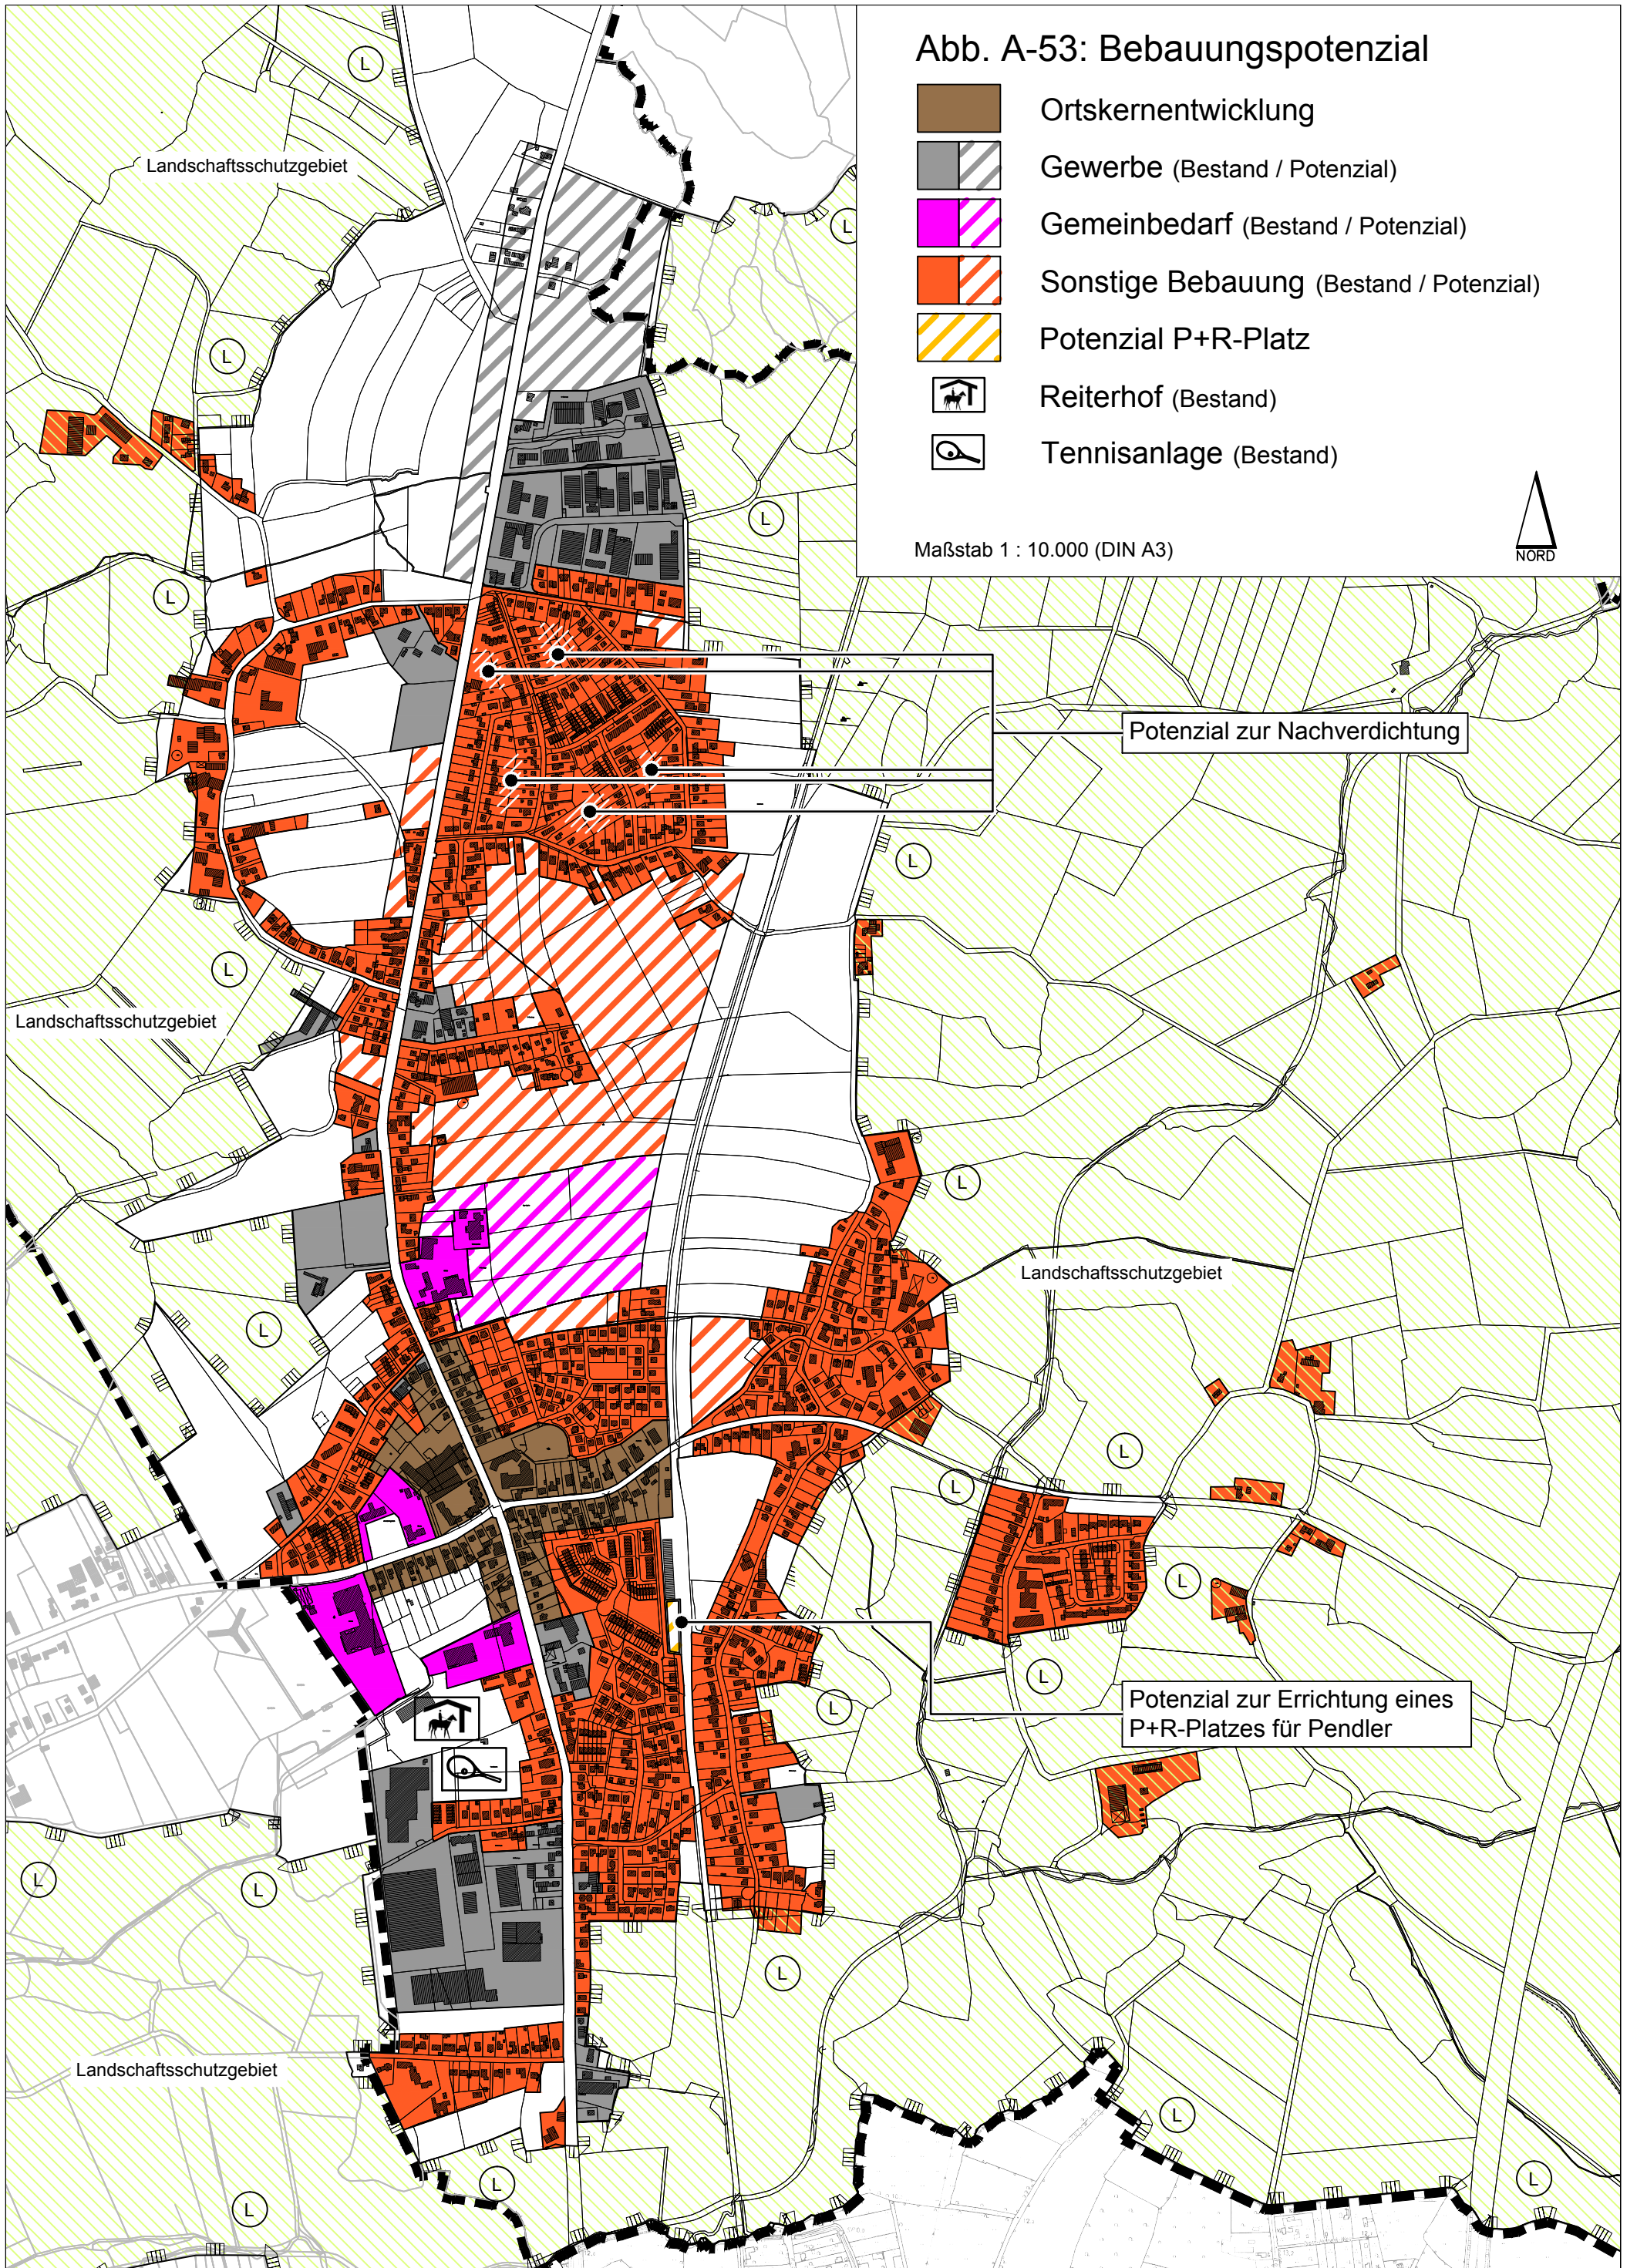 Abb. A-53: Bebauungspotenzial
Ortskernentwicklung
Gewerbe (Bestand / Potenzial)
Gemeinbedarf (Bestand / Potenzial)
Sonstige Bebauung (Bestand / Potenzial)
Potenzial P+R-Platz
Reiterhof (Bestand)
Tennisanlage (Bestand)
Maßstab 1 : 10.000 (DIN A3)
NORD
L
Landschaftsschutzgebiet
L
L
L
L
Potenzial zur Nachverdichtung
L
L
Landschaftsschutzgebiet
L
Landschaftsschutzgebiet
L
L
L
L
L
Potenzial zur Errichtung eines
P+R-Platzes für Pendler
L
L
L
L
Landschaftsschutzgebiet
L
L
L
L